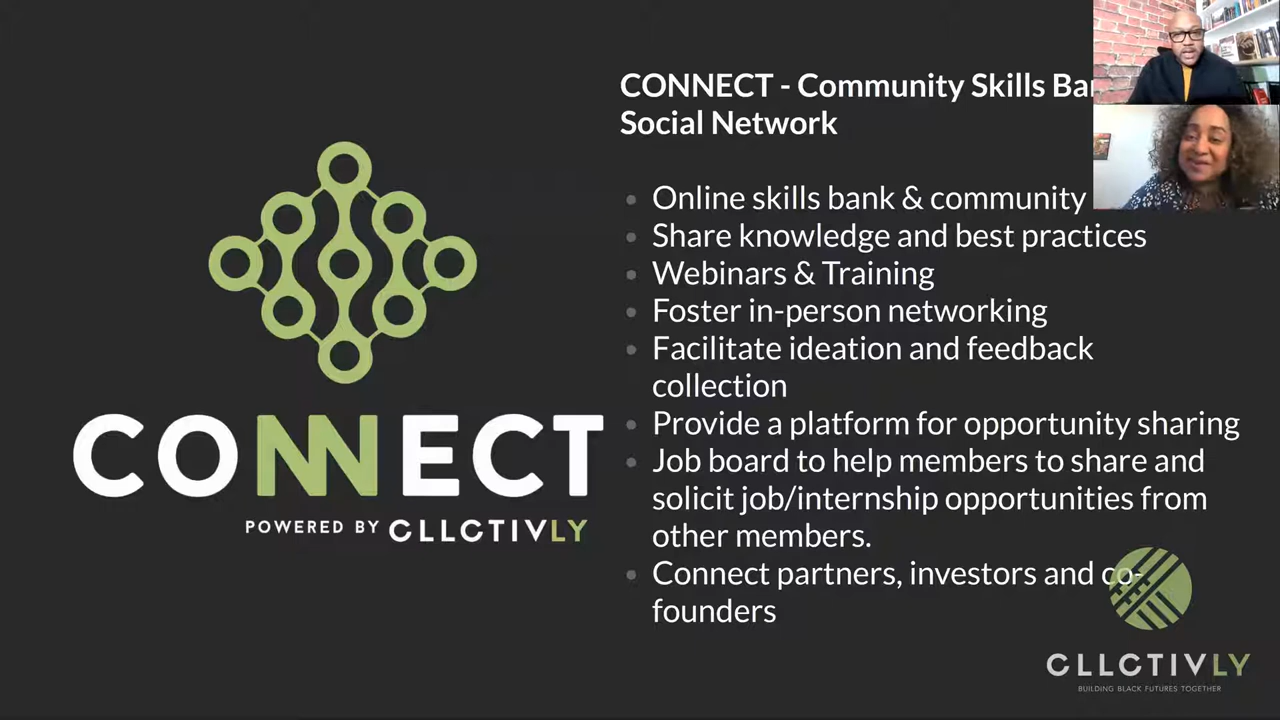 CONNECT - Community Skills
Social Network
Online skills bank & community
Share knowledge and best practices
Webinars & Training
Foster in-person networking
Facilitate ideation and feedback
collection
Provide a platform for opportunity sharing
Job board to help members to share and
solicit job/internship opportunities from
other members.
Connect partners, investors and co-
founders
CONNECT
POWERED BY CLLCTIVLY
CLLCTIVLY
BUILDING BLACK FUTURES TOGETHER